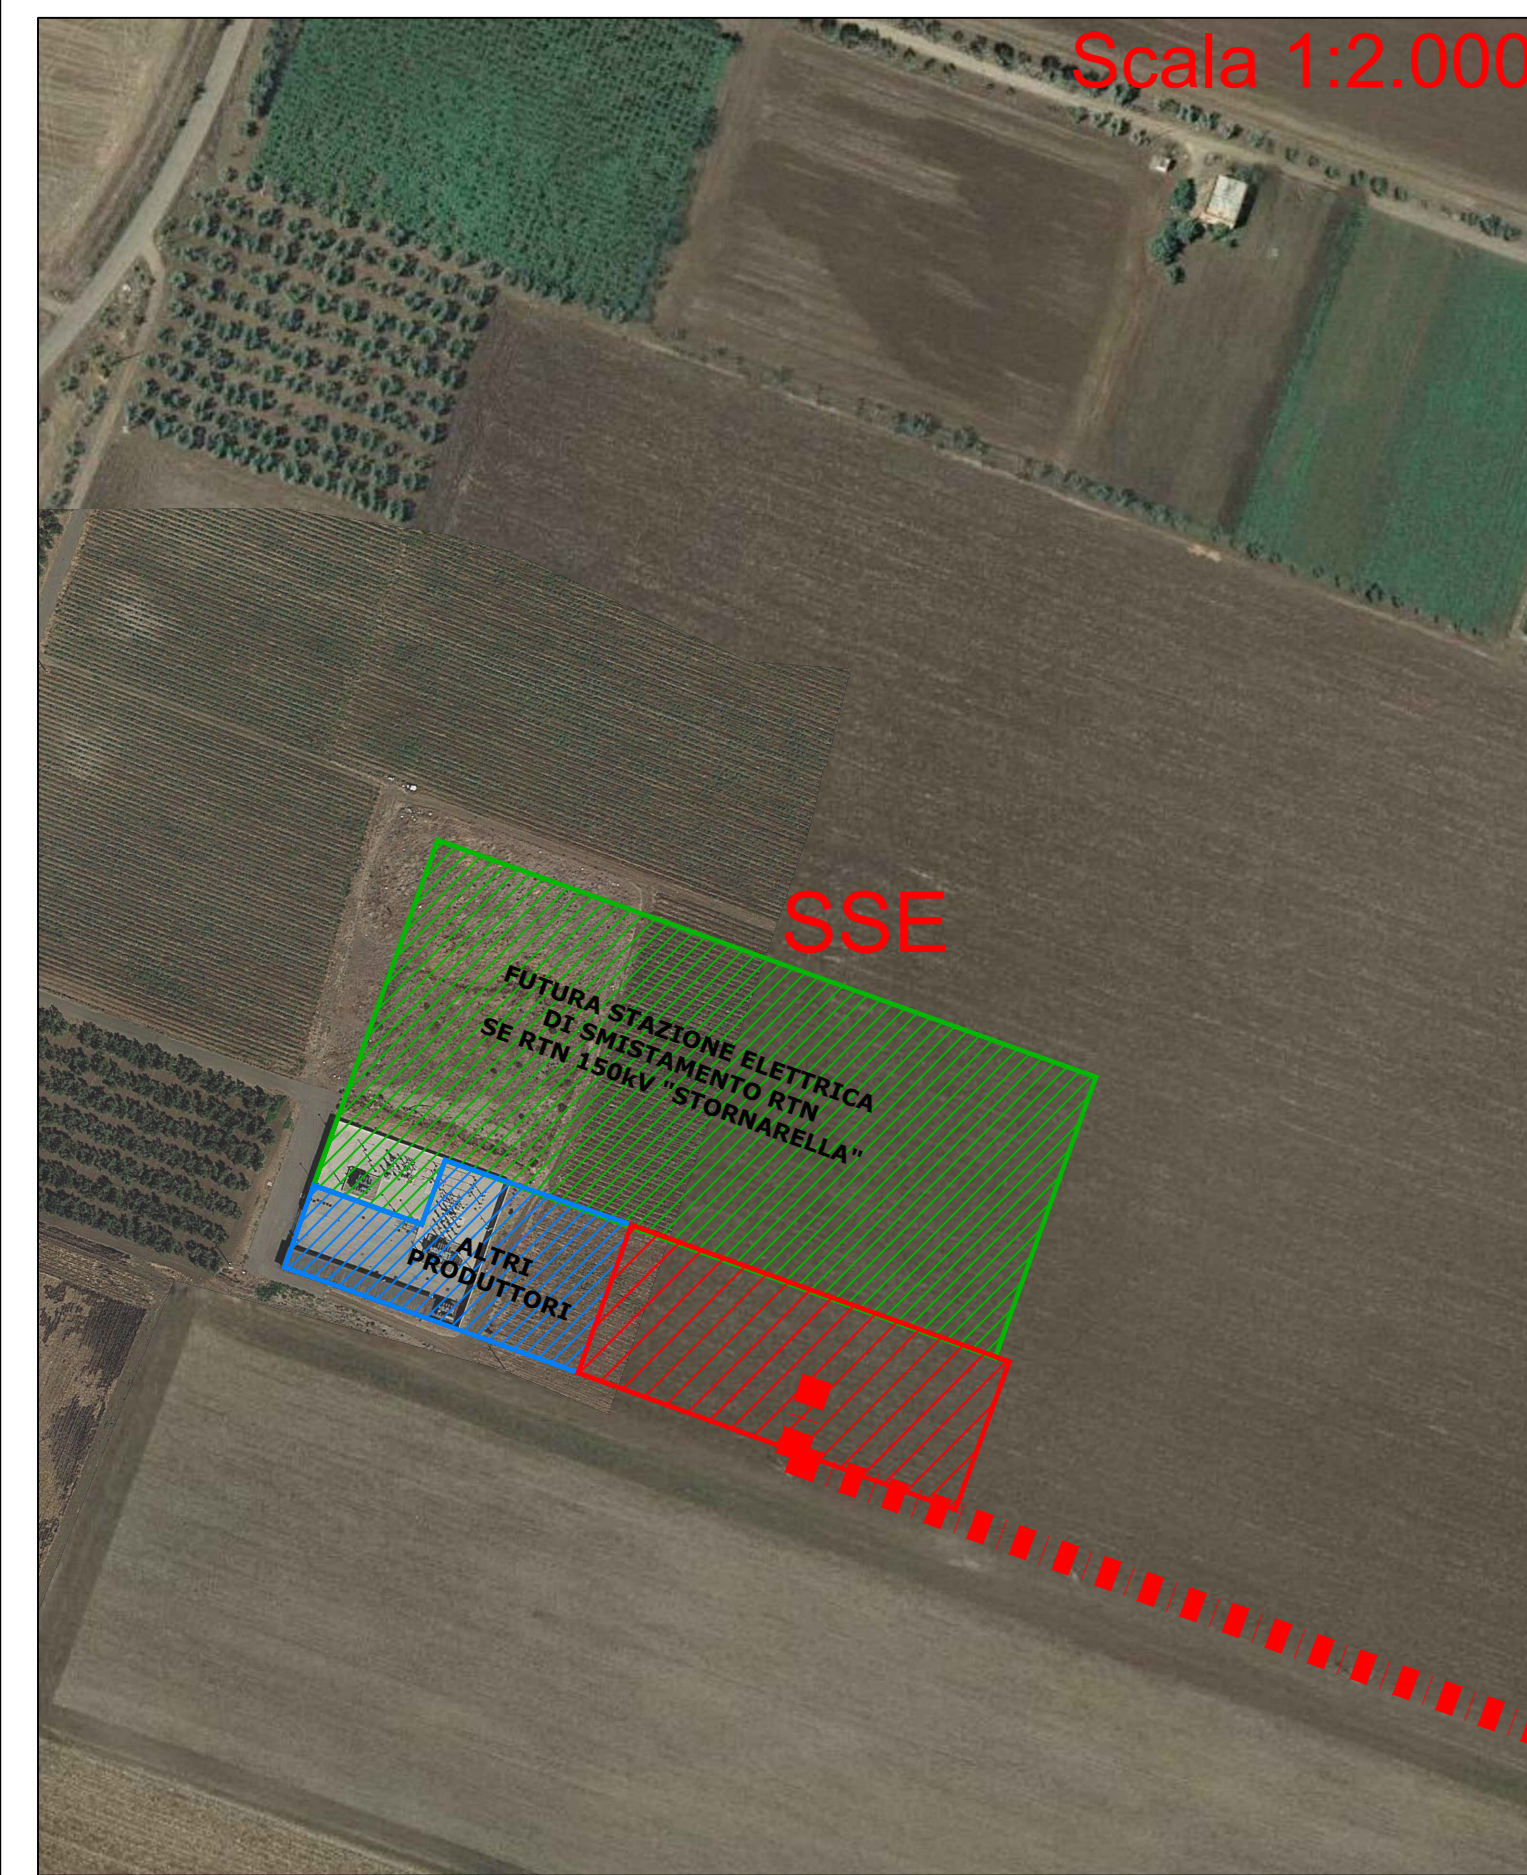 Scala 1:2.000
SSE
FUTURA STAZIONE ELETTRICA
DI SMISTAMENTO RTN
SE RTN 150kV "STORNARELLA"
ALTRI
PRODUTTORI